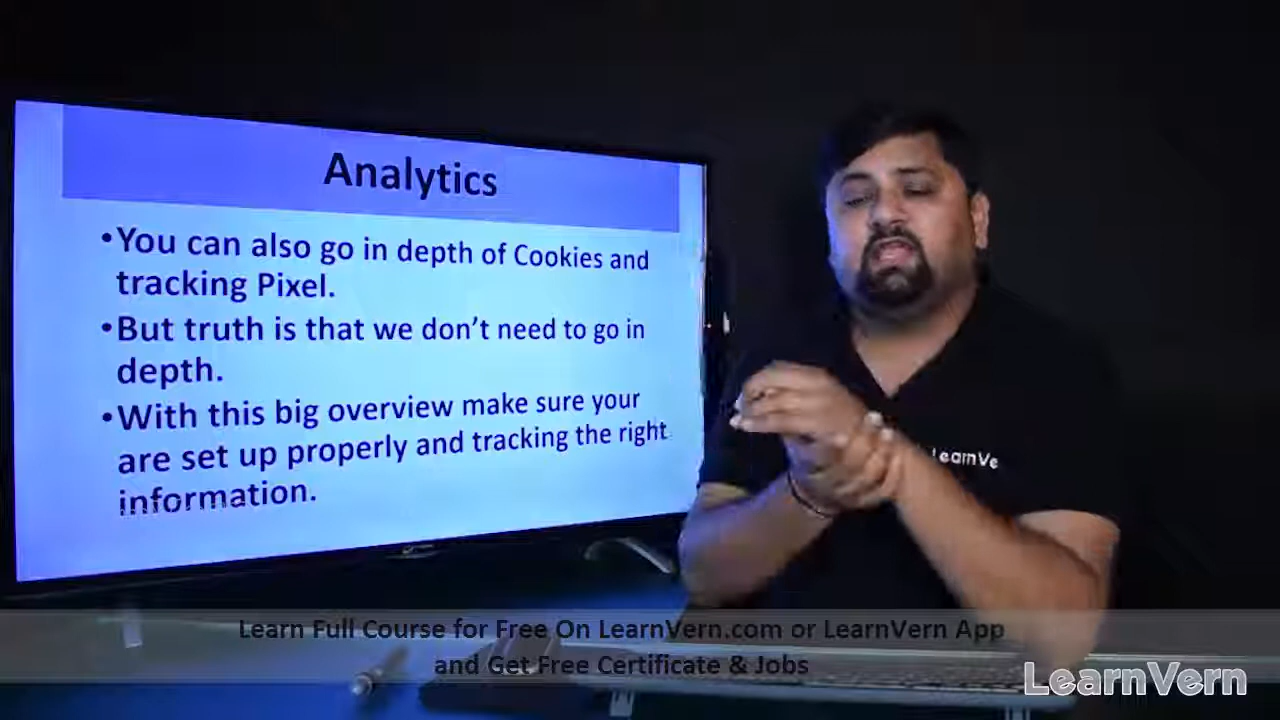 Analytics
•You can also go in depth of Cookies and
tracking Pixel.
•But truth is that we don't need to go in
depth.
•With this big overview make sure your
are set up properly and tracking the right
information.
LearnVe
Learn Full Course for Free On LearnVern.com or LearnVern App
and Get Free Certificate & Jobs
LearnVern